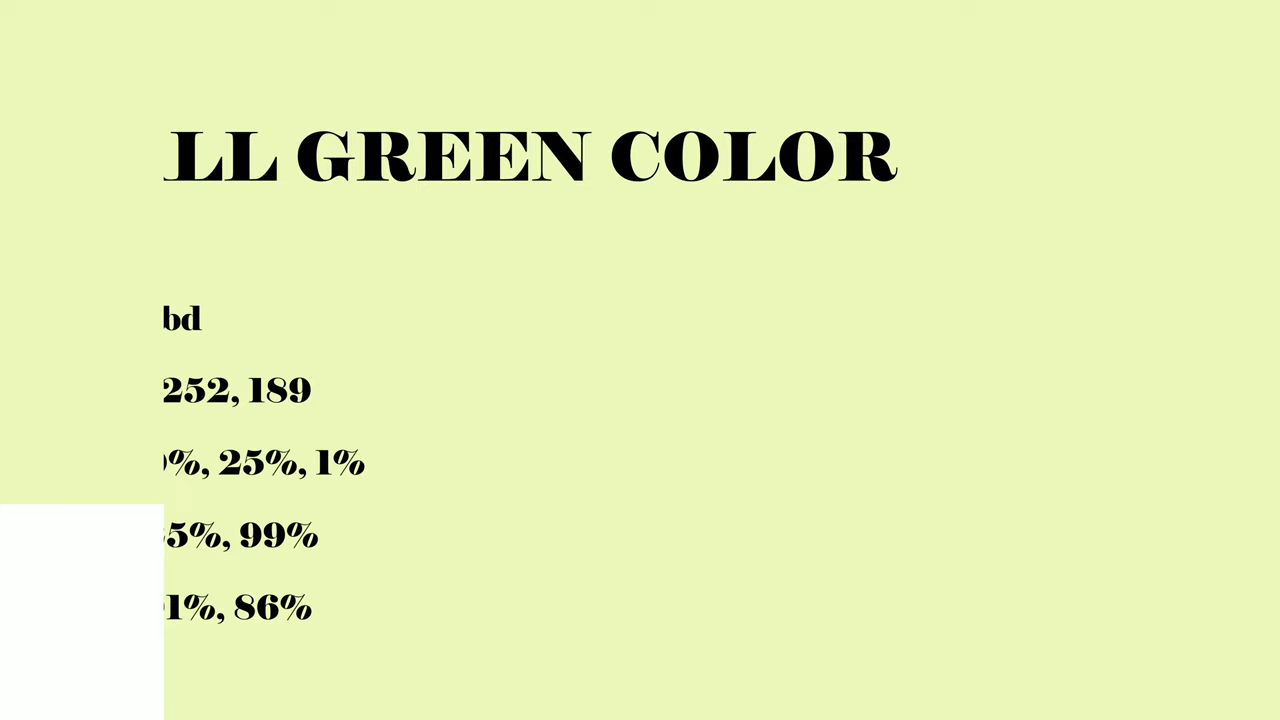 LL GREEN COLOR
bd
252, 189
%, 25%, 1%
5%, 99%
1%, 86%